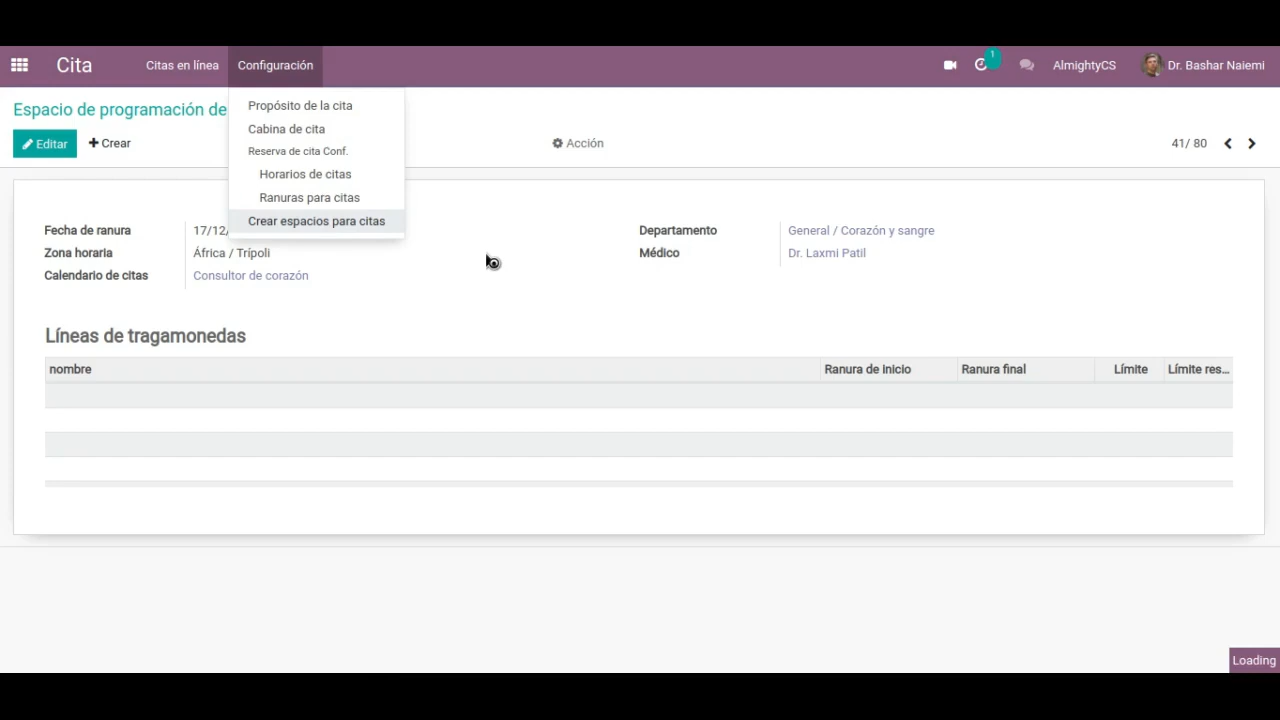 Cita
Citas en línea
Configuración
1
AlmightyCS
Dr. Bashar Naiemi
Espacio de programación de
Propósito de la cita
Cabina de cita
Reserva de cita Conf.
Horarios de citas
Ranuras para citas
Crear espacios para citas
Editar
Crear
Acción
41/ 80
Fecha de ranura
17/12/
Departamento
General / Corazón y sangre
Zona horaria
África / Trípoli
Médico
Dr. Laxmi Patil
Calendario de citas
Consultor de corazón
Líneas de tragamonedas
nombre
Ranura de inicio
Ranura final
Límite
Límite res...
Loading